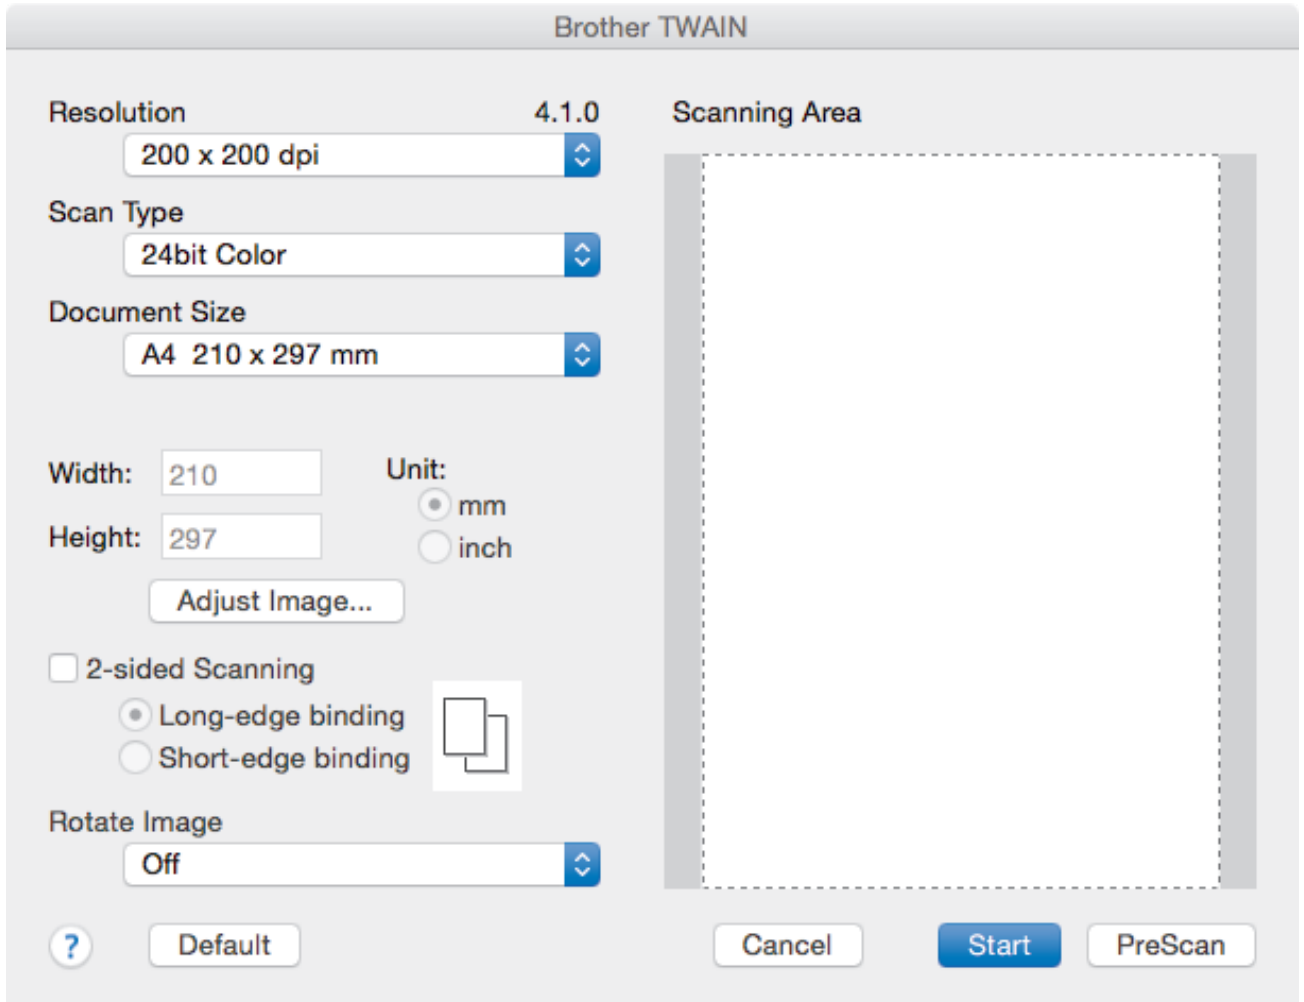 Brother TWAIN
Resolution 4.1.0
200 x 200 dpi
Scan Type
24bit Color
Document Size
A4 210 x 297 mm
Width: 210
Unit:
mm
Height: 297
inch
Adjust Image...
2-sided Scanning
Long-edge binding
Short-edge binding
Rotate Image
Off
? Default
Scanning Area
Cancel Start PreScan